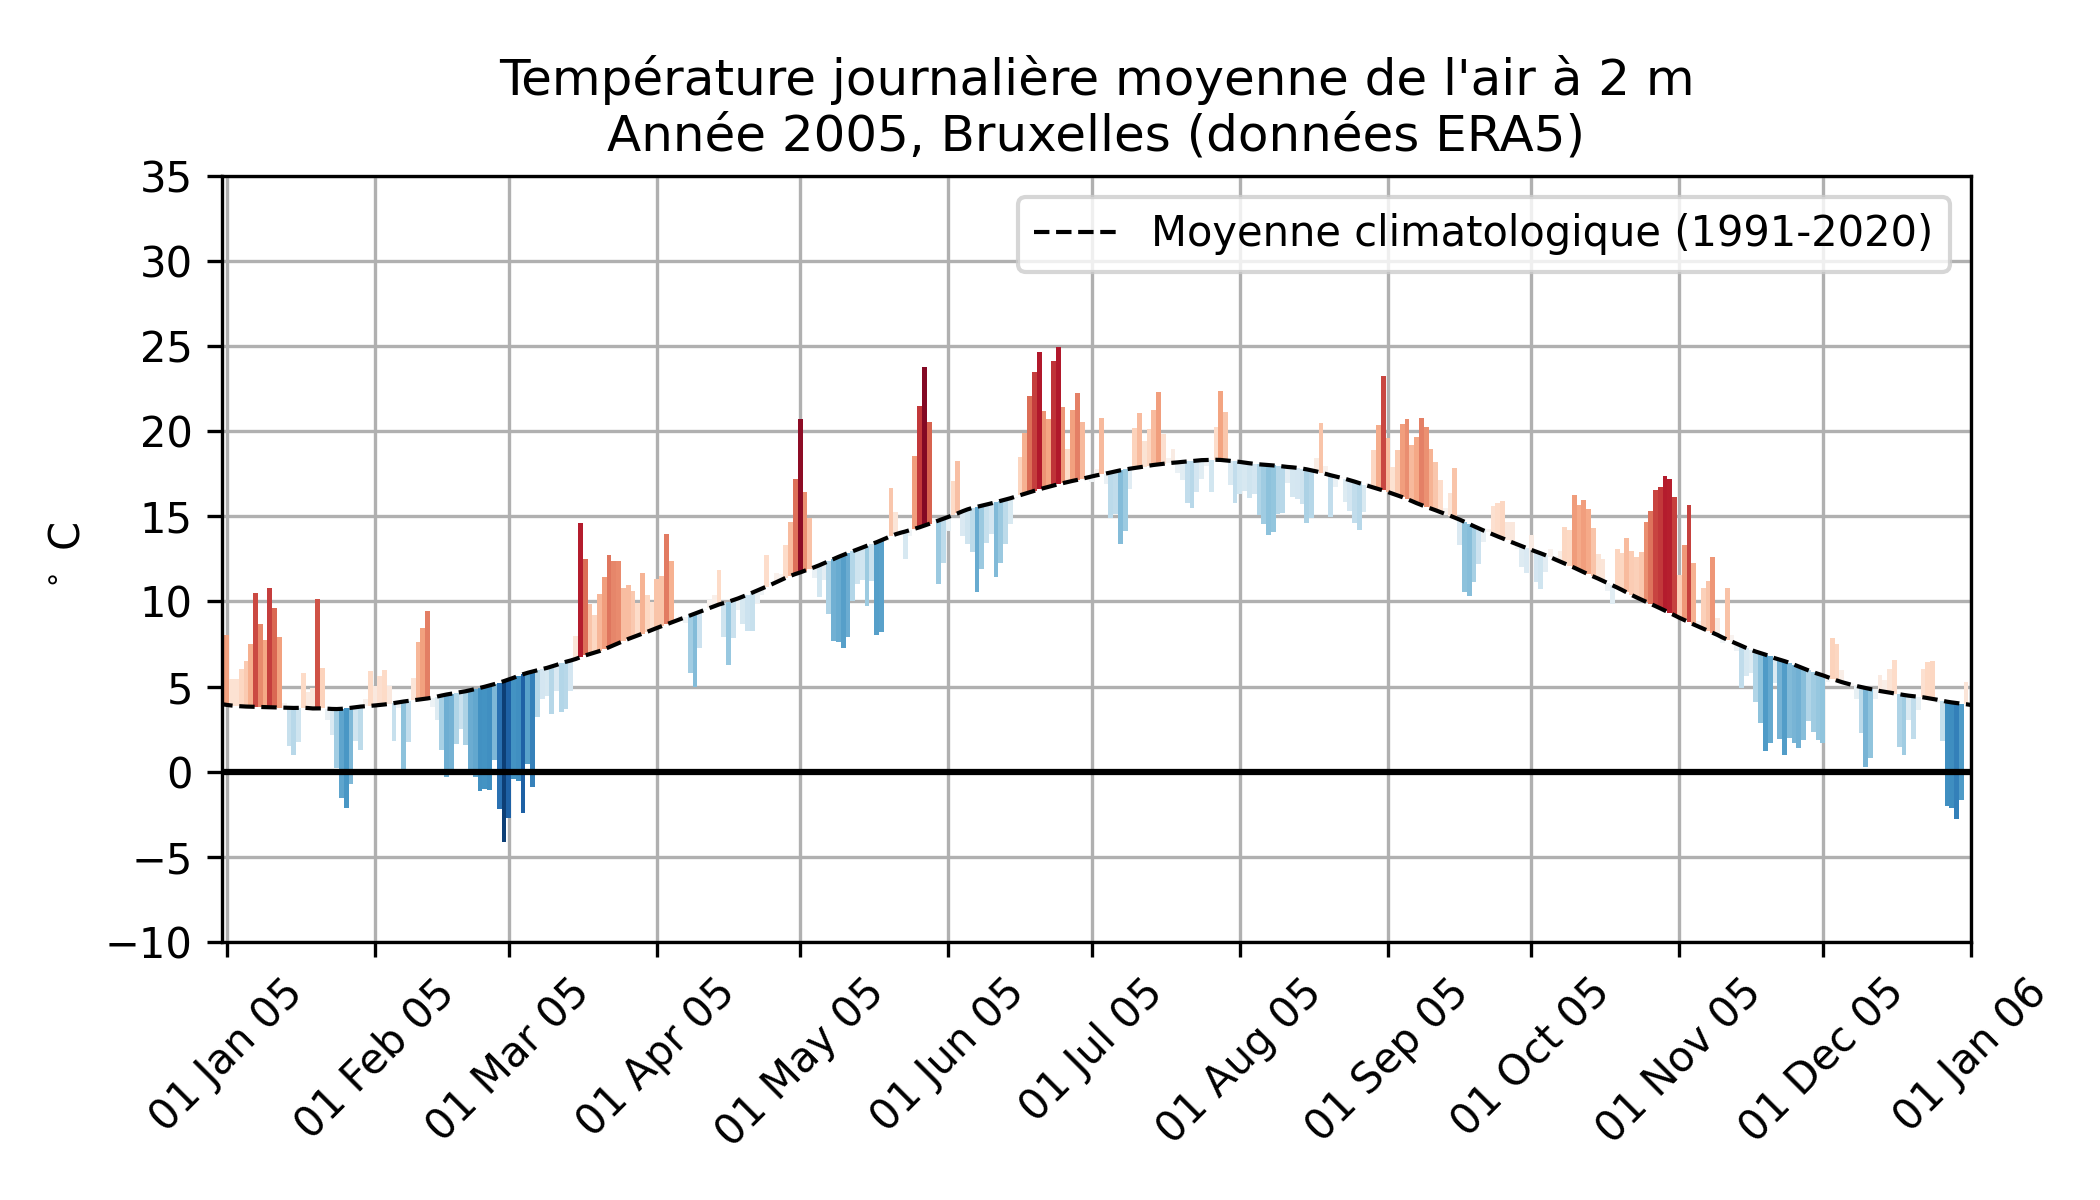 Température journalière moyenne de l'air à 2 m
Année 2005, Bruxelles (données ERA5)
Moyenne climatologique (1991-2020)
° C
35
30
25
20
15
10
5
0
−5
−10
01 Jan 05
01 Feb 05
01 Mar 05
01 Apr 05
01 May 05
01 Jun 05
01 Jul 05
01 Aug 05
01 Sep 05
01 Oct 05
01 Nov 05
01 Dec 05
01 Jan 06